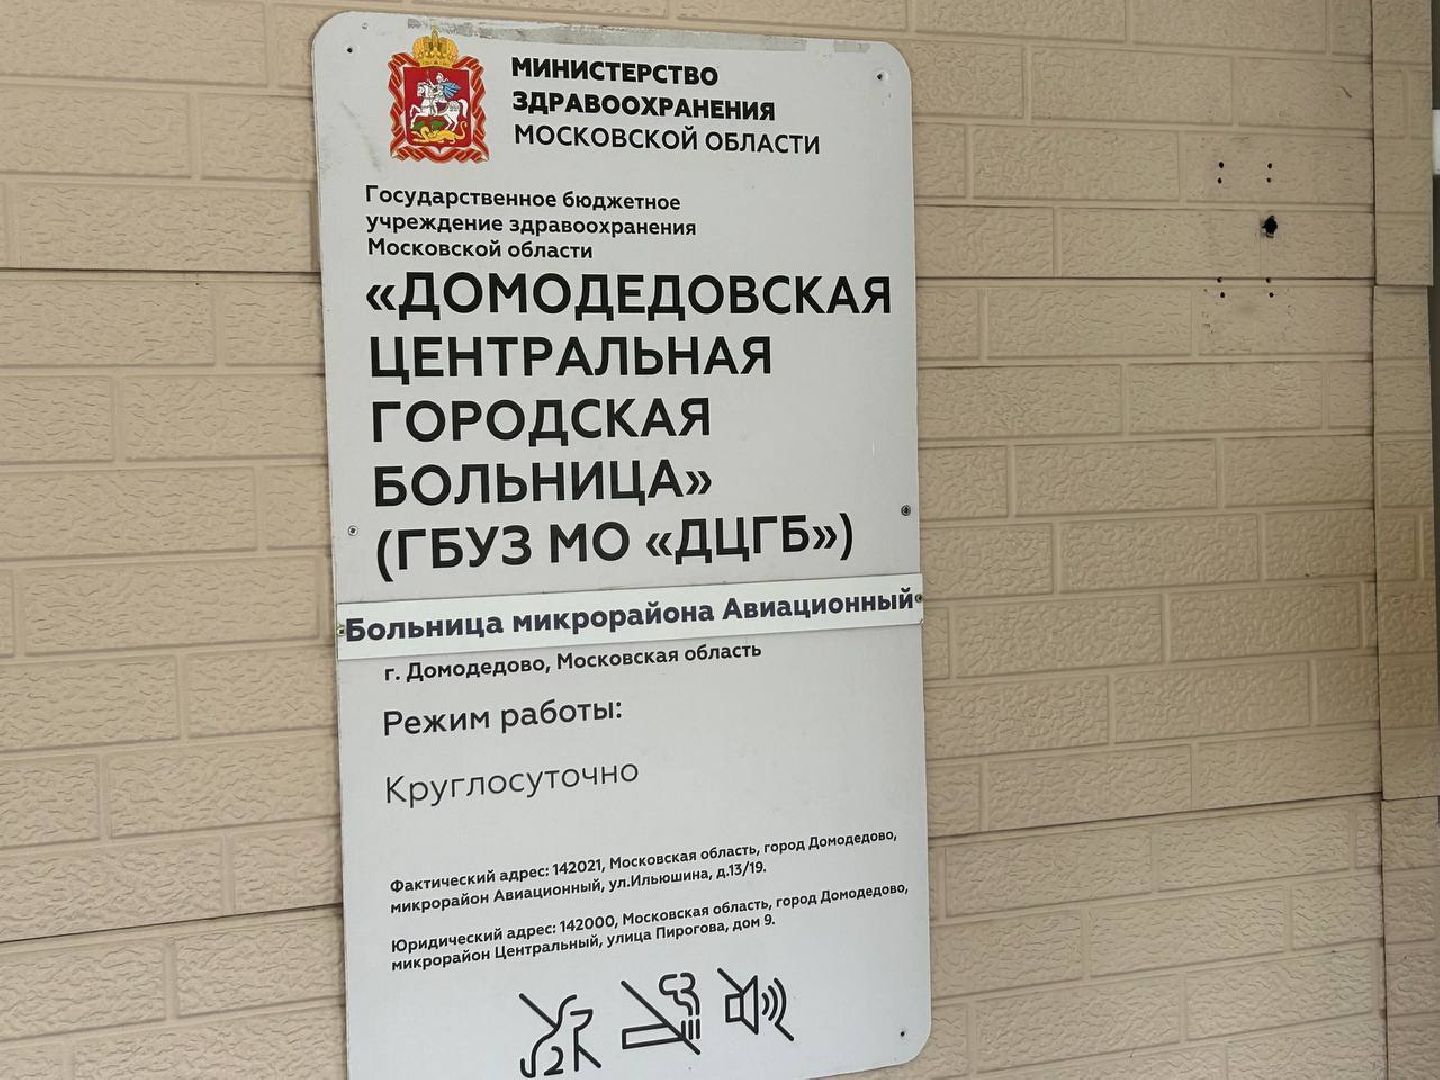 МИНИСТЕРСТВО
ЗДРАВООХРАНЕНИЯ
МОСКОВСКОЙ ОБЛАСТИ
Государственное бюджетное
учреждение здравоохранения
Московской области
«ДОМОДЕДОВСКАЯ
ЦЕНТРАЛЬНАЯ
ГОРОДСКАЯ
БОЛЬНИЦА»
(ГБУЗ МО «ДЦГБ»)
Больница микрорайона Авиационный
г. Домодедово, Московская область
Режим работы:
Круглосуточно
Фактический адрес: 142021, Московская область, город Домодедово,
микрорайон Авиационный, ул.Ильюшина, д.13/19.
Юридический адрес: 142000, Московская область, город Домодедово,
микрорайон Центральный, улица Пирогова, дом 9.